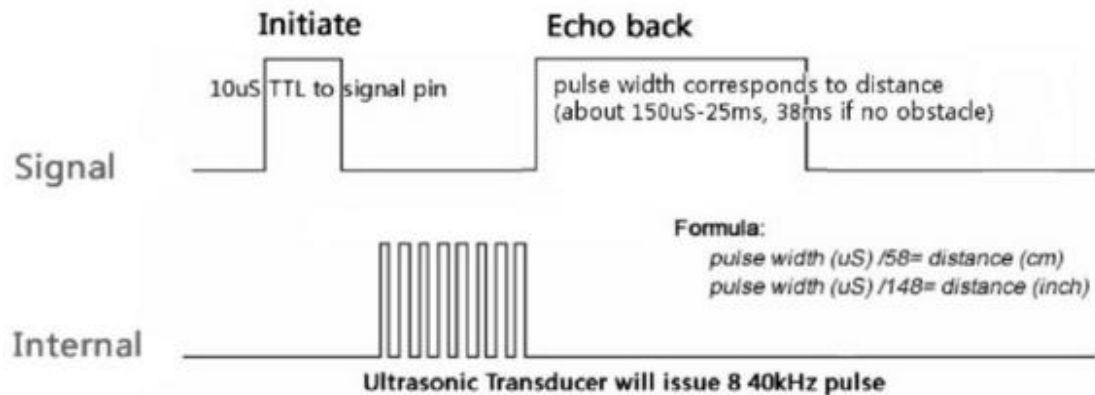 Initiate
Echo back
10uS TTL to signal pin
pulse width corresponds to distance
(about 150uS-25ms, 38ms if no obstacle)
Signal
Formula:
pulse width (uS) /58= distance (cm)
pulse width (uS) /148= distance (inch)
Internal
Ultrasonic Transducer will issue 8 40kHz pulse